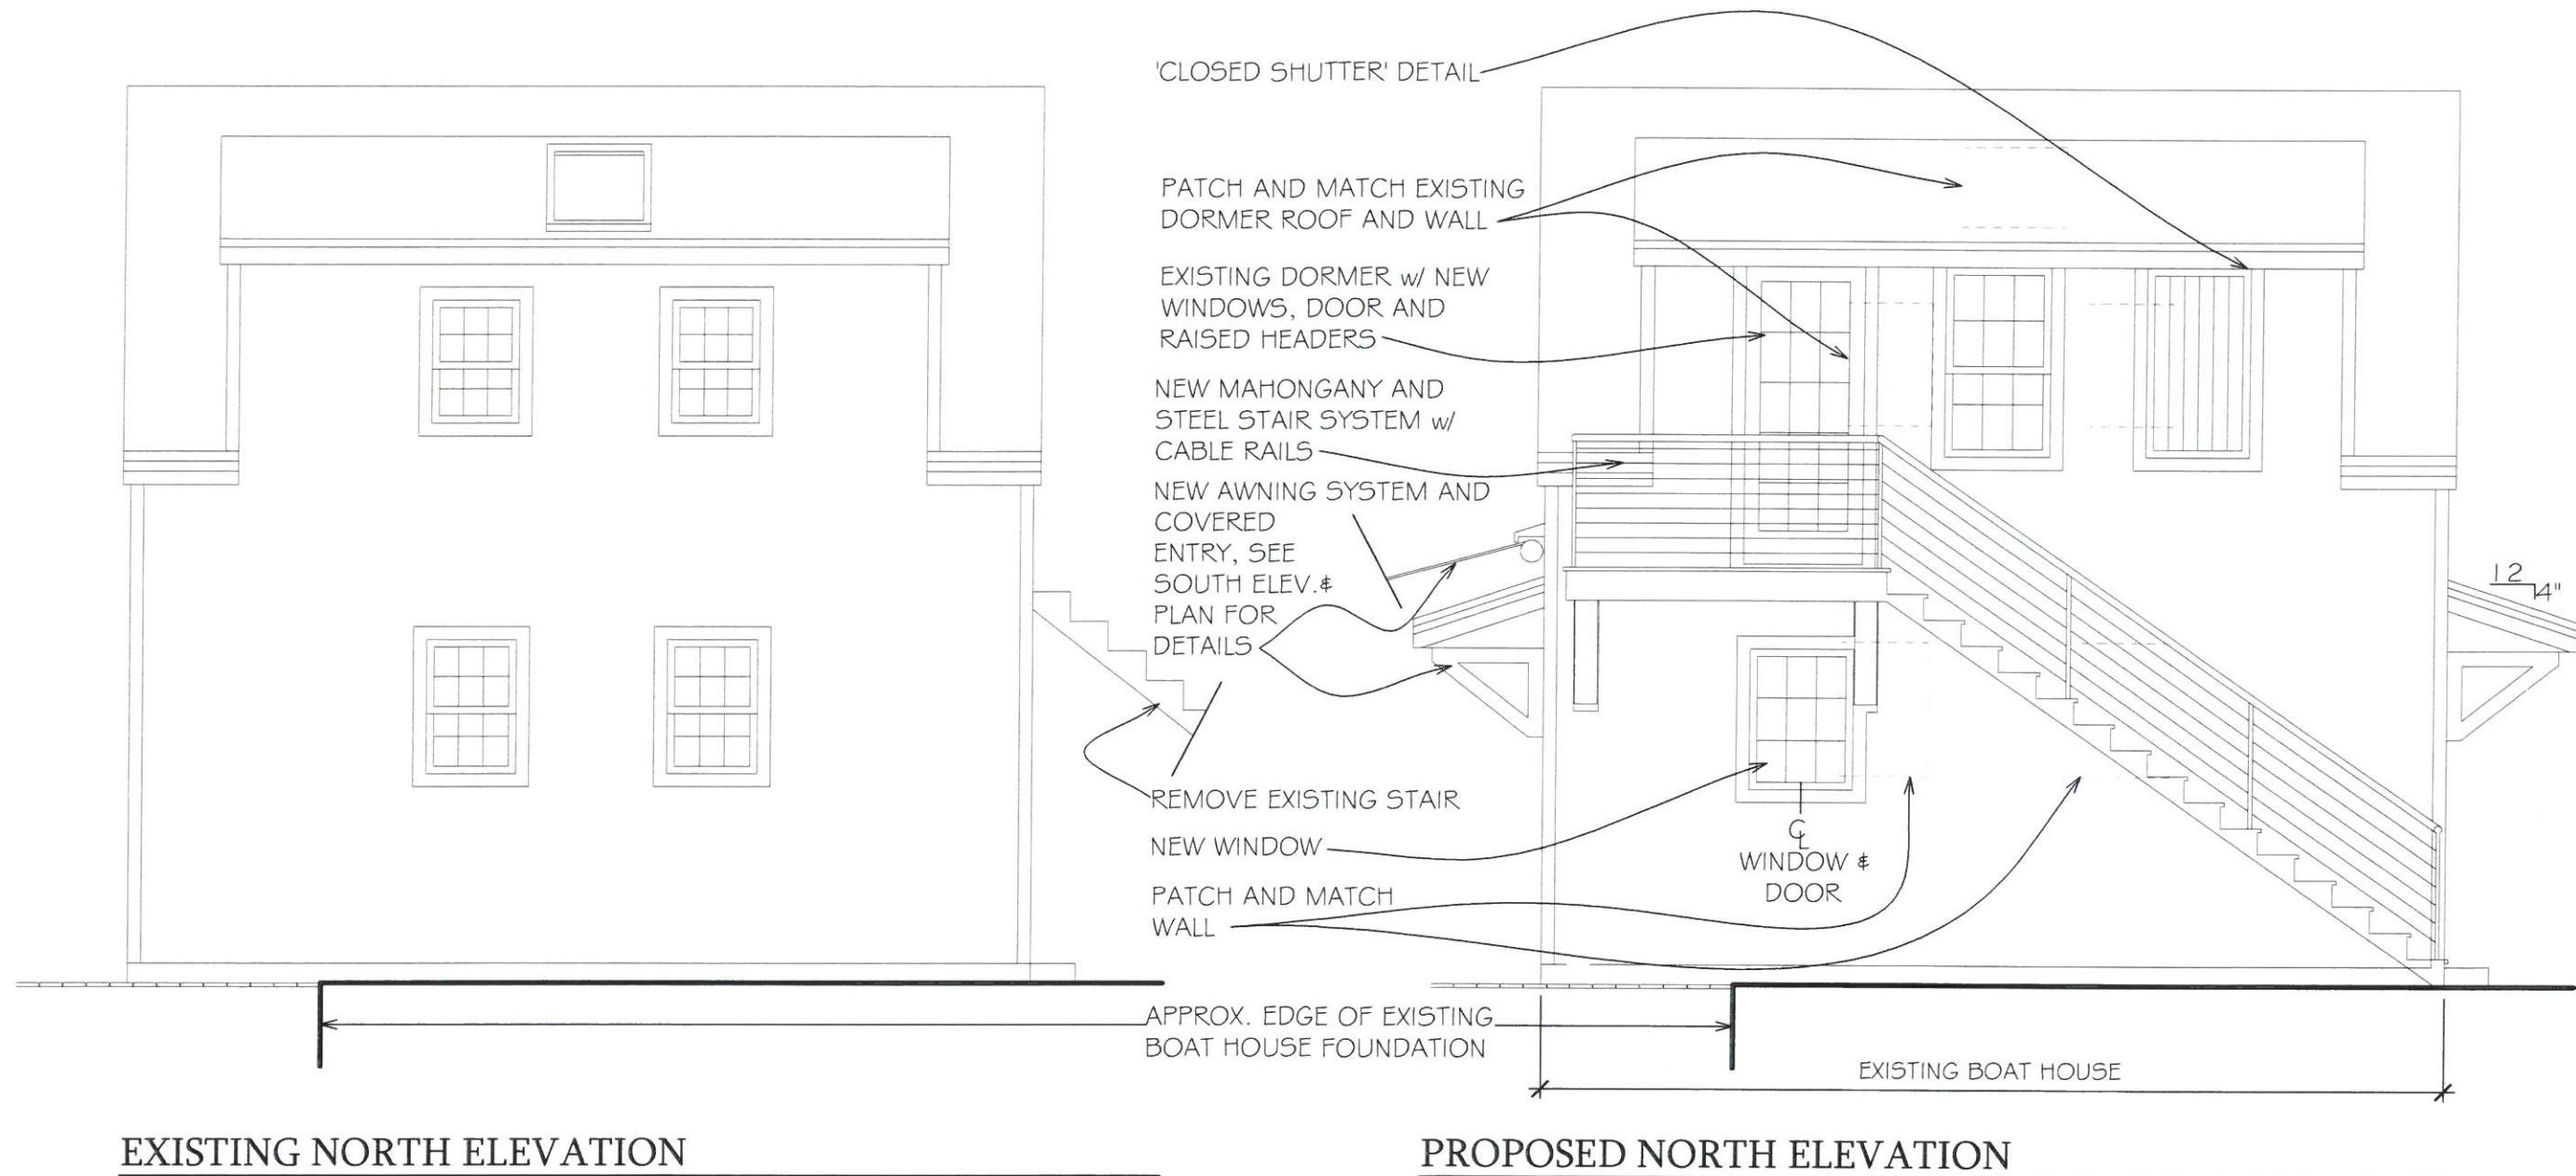 'CLOSED SHUTTER' DETAIL
PATCH AND MATCH EXISTING
DORMER ROOF AND WALL
EXISTING DORMER w/ NEW
WINDOWS, DOOR AND
RAISED HEADERS
NEW MAHONGANY AND
STEEL STAIR SYSTEM w/
CABLE RAILS
NEW AWNING SYSTEM AND
COVERED
ENTRY, SEE
SOUTH ELEV.&
PLAN FOR
DETAILS
12
4"
REMOVE EXISTING STAIR
NEW WINDOW
PATCH AND MATCH
WALL
℄
WINDOW &
DOOR
APPROX. EDGE OF EXISTING
BOAT HOUSE FOUNDATION
EXISTING BOAT HOUSE
EXISTING NORTH ELEVATION
PROPOSED NORTH ELEVATION